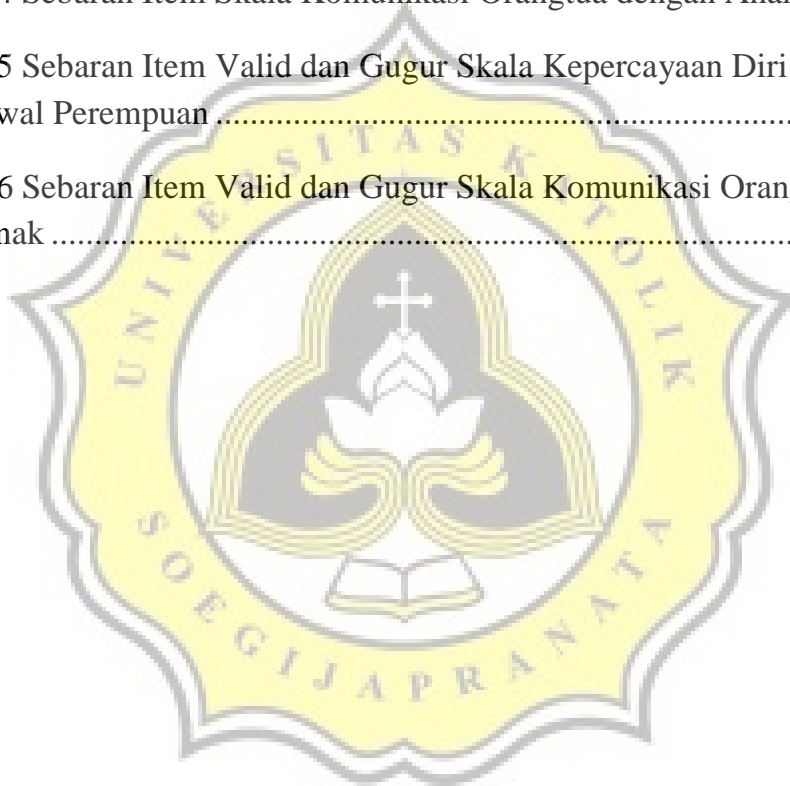 Sebaran Item Skala Komunikasi Orangtua dengan Anak
5 Sebaran Item Valid dan Gugur Skala Kepercayaan Diri
wal Perempuan ........................................................................
6 Sebaran Item Valid dan Gugur Skala Komunikasi Oran
nak ...............................................................................................
UNIVERSITAS KATOLIK
SOEGIJAPRANATA